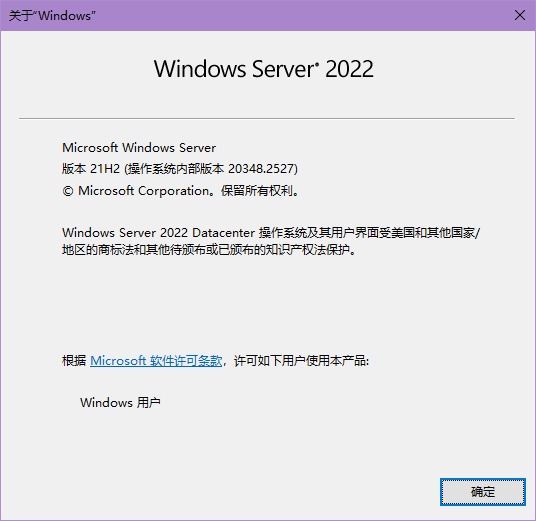 关于“Windows”
Windows Server® 2022
Microsoft Windows Server
版本 21H2 (操作系统内部版本 20348.2527)
© Microsoft Corporation。保留所有权利。
Windows Server 2022 Datacenter 操作系统及其用户界面受美国和其他国家/
地区的商标法和其他待颁布或已颁布的知识产权法保护。
根据 Microsoft 软件许可条款，许可如下用户使用本产品:
Windows 用户
确定